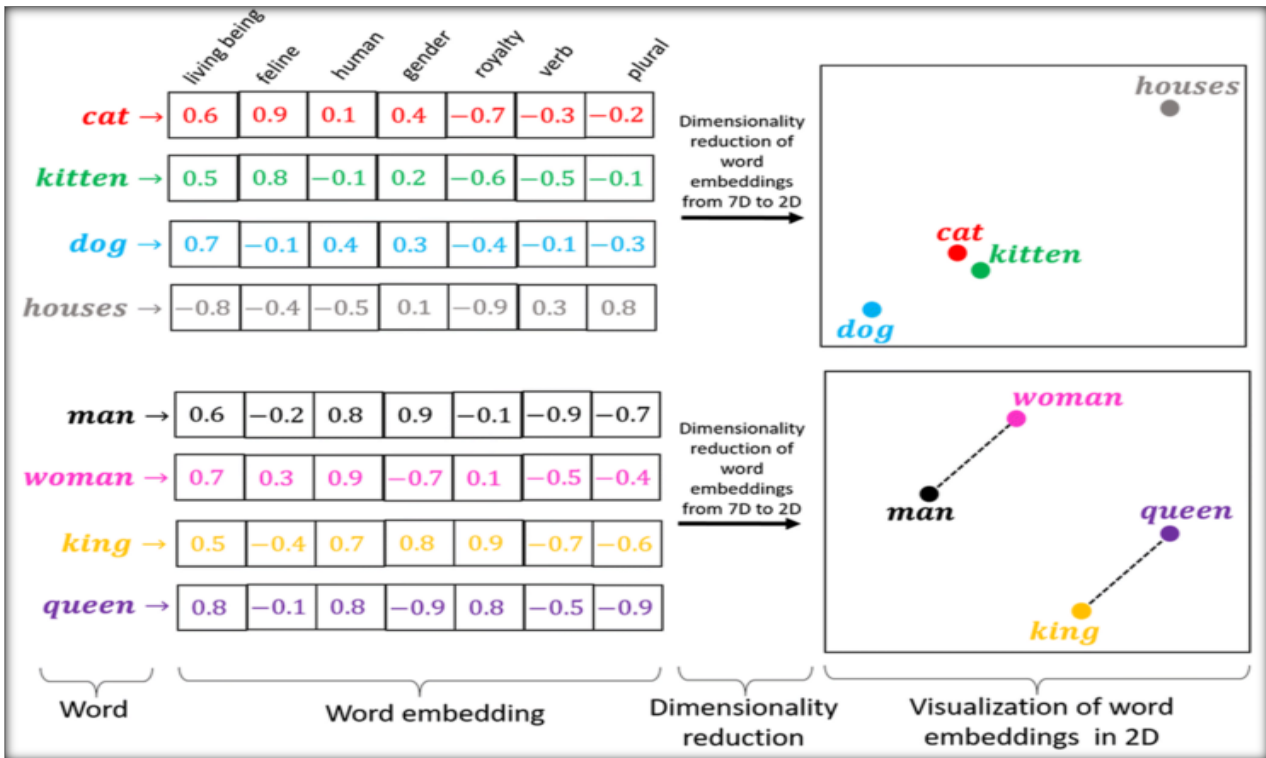 living being feline human gender royalty verb plural
cat → 0.6 0.9 0.1 0.4 −0.7 −0.3 −0.2
kitten → 0.5 0.8 −0.1 0.2 −0.6 −0.5 −0.1
dog → 0.7 −0.1 0.4 0.3 −0.4 −0.1 −0.3
houses → −0.8 −0.4 −0.5 0.1 −0.9 0.3 0.8
Dimensionality
reduction of
word
embeddings
from 7D to 2D
houses
cat
kitten
dog
man → 0.6 −0.2 0.8 0.9 −0.1 −0.9 −0.7
woman → 0.7 0.3 0.9 −0.7 0.1 −0.5 −0.4
king → 0.5 −0.4 0.7 0.8 0.9 −0.7 −0.6
queen → 0.8 −0.1 0.8 −0.9 0.8 −0.5 −0.9
Dimensionality
reduction of
word
embeddings
from 7D to 2D
woman
man
queen
king
Word
Word embedding
Dimensionality
reduction
Visualization of word
embeddings in 2D